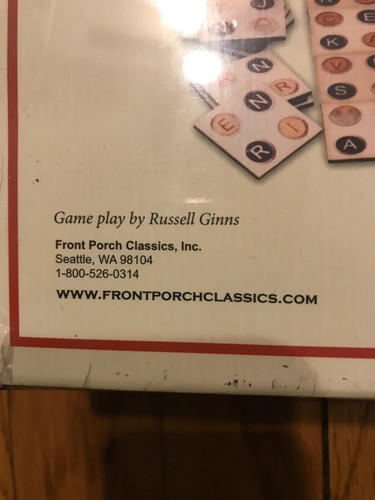 J
C
C E
K A
V
S
A
N
N R
E I
R
Game play by Russell Ginns
Front Porch Classics, Inc.
Seattle, WA 98104
1-800-526-0314
WWW.FRONTPORCHCLASSICS.COM